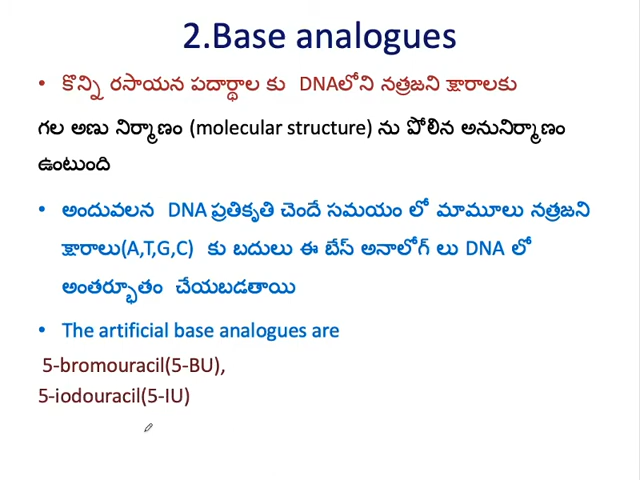 2.Base analogues
• కొన్ని రసాయన పదార్థాల కు DNAలోని నత్రజని క్షారాలకు
గల అణు నిర్మాణం (molecular structure) ను పోలిన అనునిర్మాణం
ఉంటుంది
• అందువలన DNA ప్రతికృతి చెందే సమయం లో మామూలు నత్రజని
క్షారాలు(A,T,G,C) కు బదులు ఈ బేస్ అనాలోగ్ లు DNA లో
అంతర్భూతం చేయబడతాయి
• The artificial base analogues are
5-bromouracil(5-BU),
5-iodouracil(5-IU)